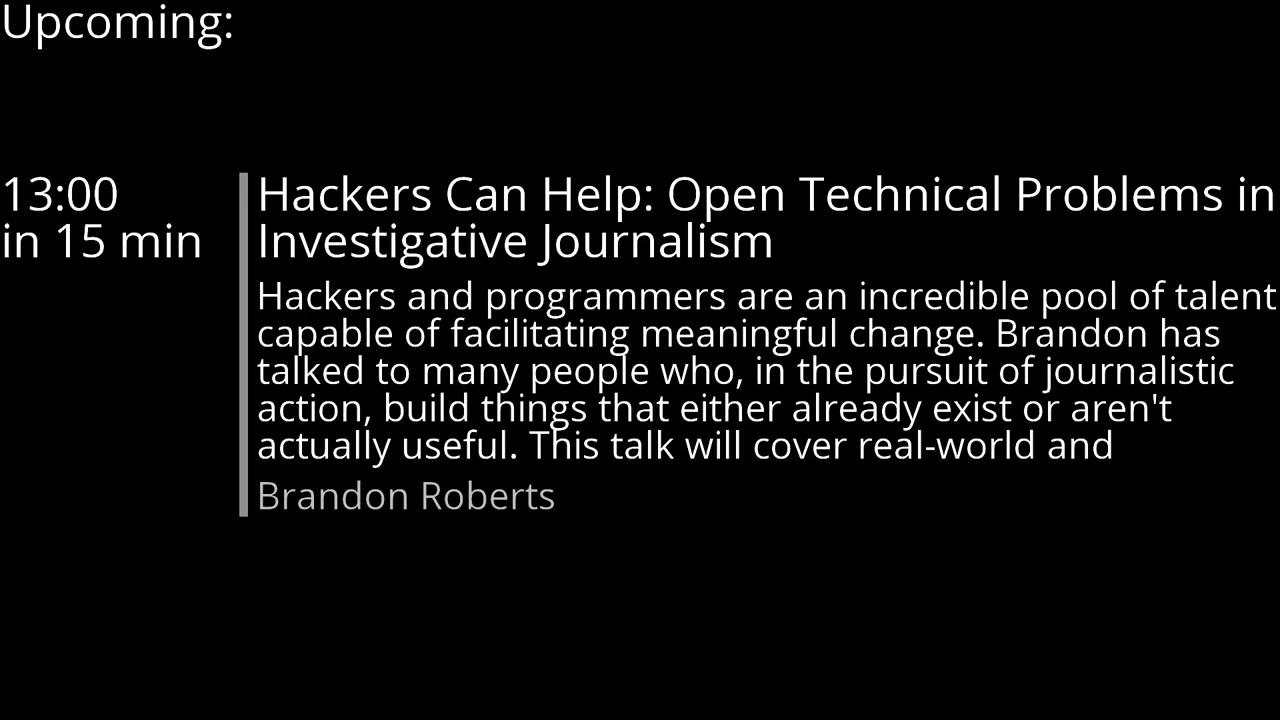 Upcoming:
13:00
in 15 min
Hackers Can Help: Open Technical Problems in
Investigative Journalism
Hackers and programmers are an incredible pool of talent
capable of facilitating meaningful change. Brandon has
talked to many people who, in the pursuit of journalistic
action, build things that either already exist or aren't
actually useful. This talk will cover real-world and
Brandon Roberts